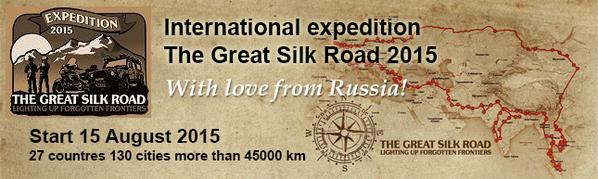 EXPEDITION
2015
THE GREAT SILK ROAD
LIGHTING UP FORGOTTEN FRONTIERS
International expedition
The Great Silk Road 2015
With love from Russia!
Start 15 August 2015
27 countres 130 cities more than 45000 km
N
W
E
S
THE GREAT SILK ROAD
LIGHTING UP FORGOTTEN FRONTIERS